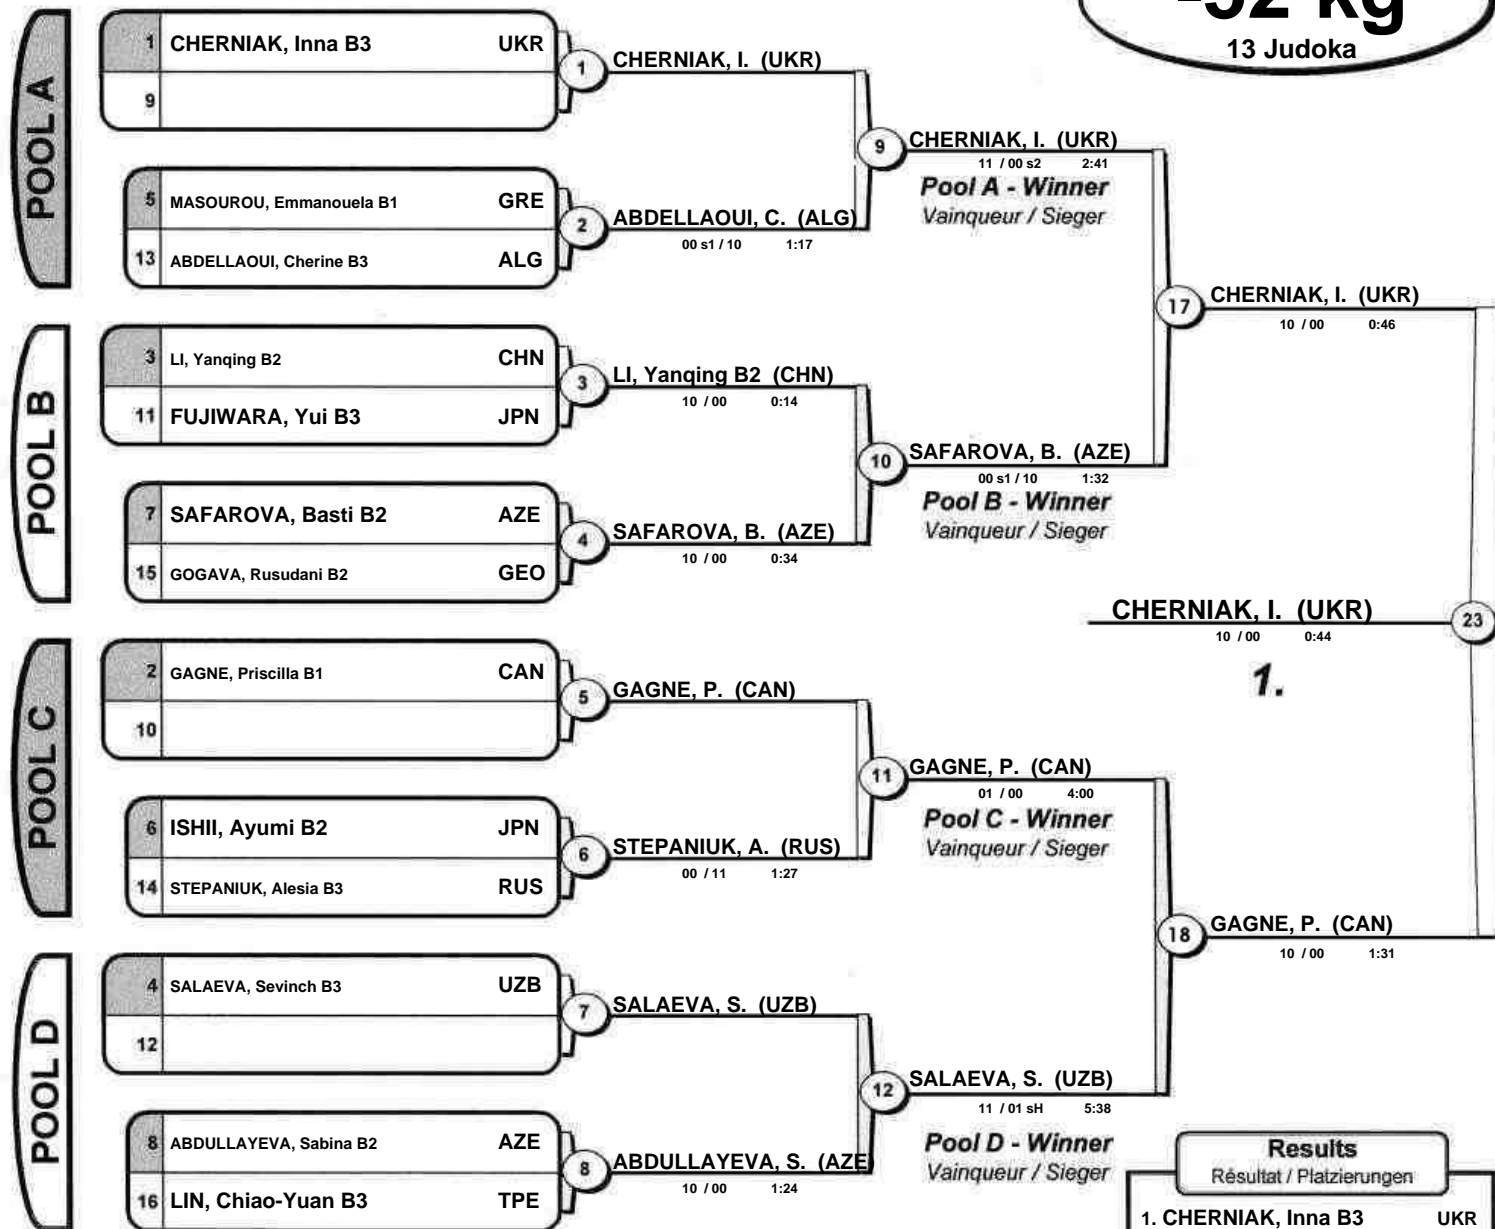 -52 kg
13 Judoka
POOL A
1 CHERNIAK, Inna B3 UKR
9
1
CHERNIAK, I. (UKR)
5 MASOUROU, Emmanouela B1 GRE
13 ABDELLAOUI, Cherine B3 ALG
2
ABDELLAOUI, C. (ALG)
00 s1 / 10 1:17
9
CHERNIAK, I. (UKR)
11 / 00 s2 2:41
Pool A - Winner
Vainqueur / Sieger
POOL B
3 LI, Yanqing B2 CHN
11 FUJIWARA, Yui B3 JPN
3
LI, Yanqing B2 (CHN)
10 / 00 0:14
7 SAFAROVA, Basti B2 AZE
15 GOGAVA, Rusudani B2 GEO
4
SAFAROVA, B. (AZE)
10 / 00 0:34
10
SAFAROVA, B. (AZE)
00 s1 / 10 1:32
Pool B - Winner
Vainqueur / Sieger
17
CHERNIAK, I. (UKR)
10 / 00 0:46
CHERNIAK, I. (UKR)
10 / 00 0:44
1.
23
POOL C
2 GAGNE, Priscilla B1 CAN
10
5
GAGNE, P. (CAN)
6 ISHII, Ayumi B2 JPN
14 STEPANIUK, Alesia B3 RUS
6
STEPANIUK, A. (RUS)
00 / 11 1:27
11
GAGNE, P. (CAN)
01 / 00 4:00
Pool C - Winner
Vainqueur / Sieger
18
GAGNE, P. (CAN)
10 / 00 1:31
POOL D
4 SALAEVA, Sevinch B3 UZB
12
7
SALAEVA, S. (UZB)
8 ABDULLAYEVA, Sabina B2 AZE
16 LIN, Chiao-Yuan B3 TPE
8
ABDULLAYEVA, S. (AZE
10 / 00 1:24
12
SALAEVA, S. (UZB)
11 / 01 sH 5:38
Pool D - Winner
Vainqueur / Sieger
Results
Résultat / Platzierungen
1. CHERNIAK, Inna B3 UKR